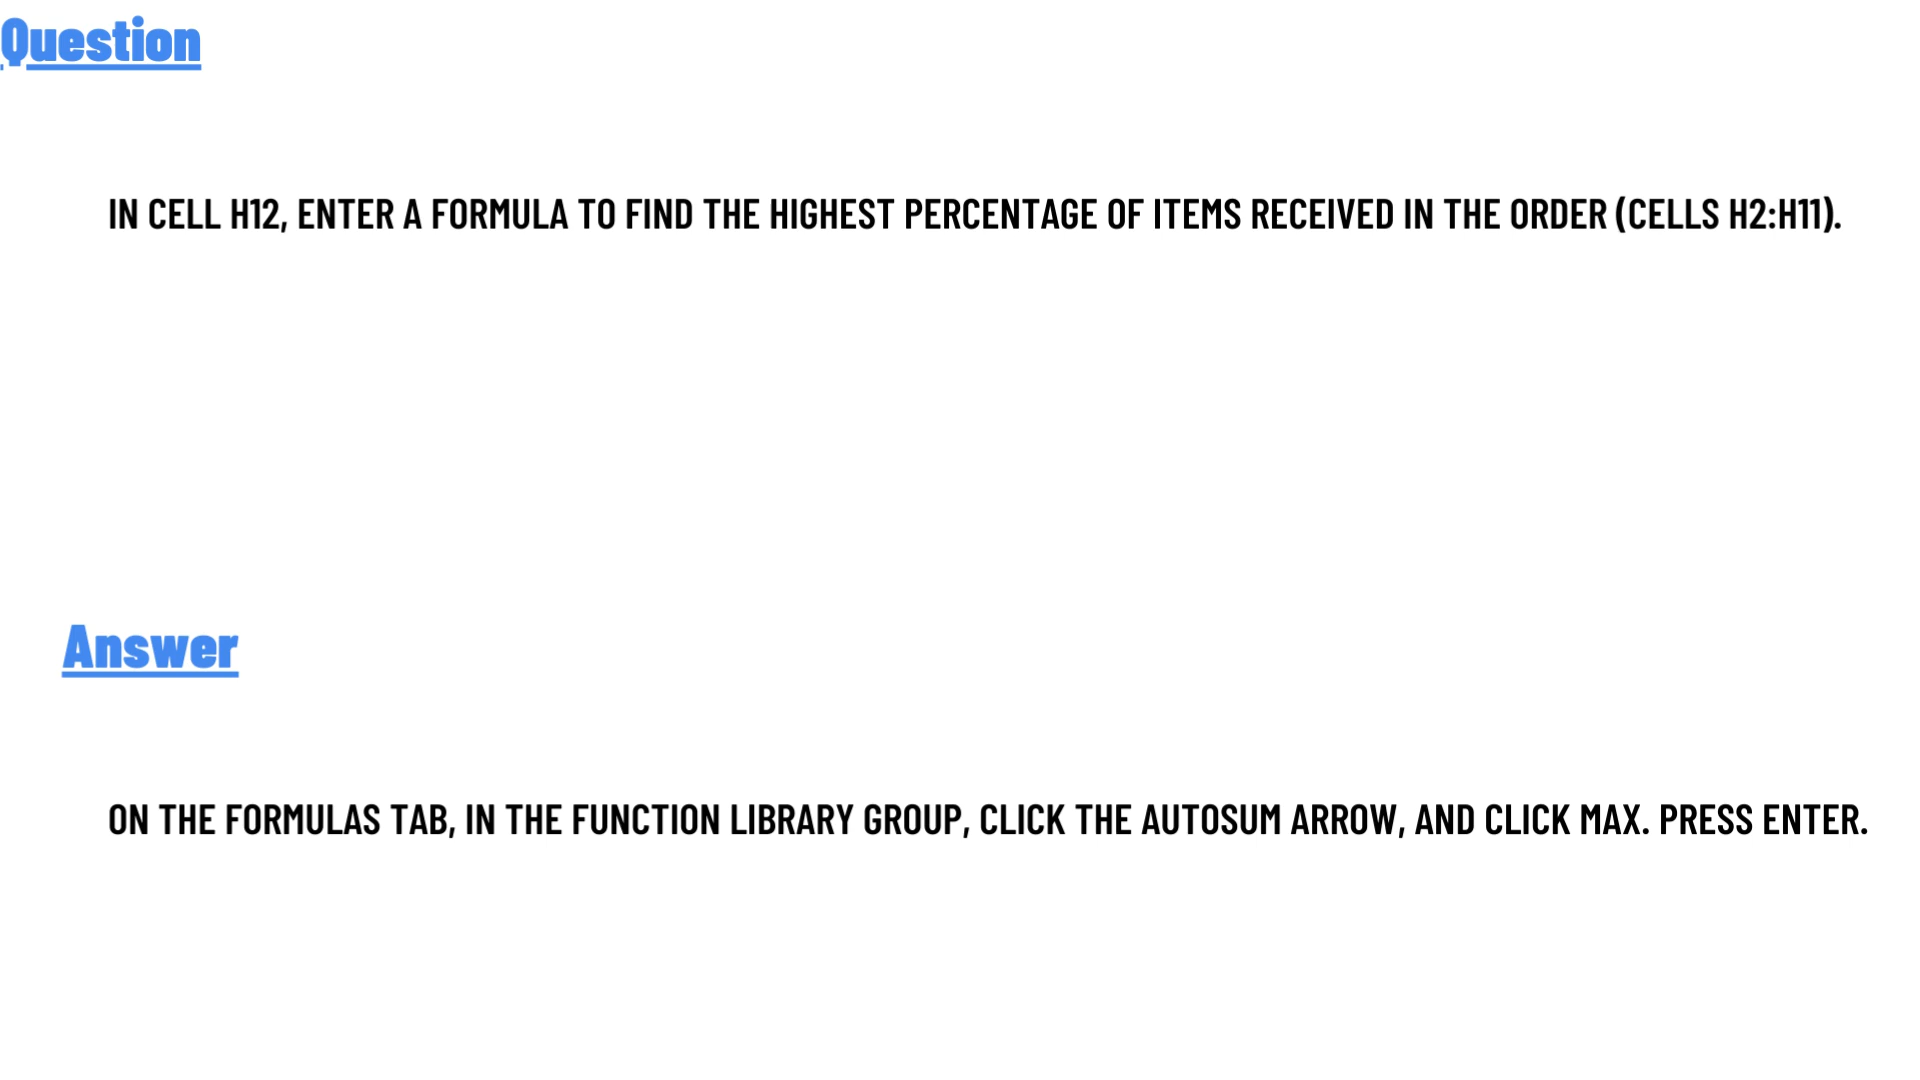 Question
IN CELL H12, ENTER A FORMULA TO FIND THE HIGHEST PERCENTAGE OF ITEMS RECEIVED IN THE ORDER (CELLS H2:H11).
Answer
ON THE FORMULAS TAB, IN THE FUNCTION LIBRARY GROUP, CLICK THE AUTOSUM ARROW, AND CLICK MAX. PRESS ENTER.